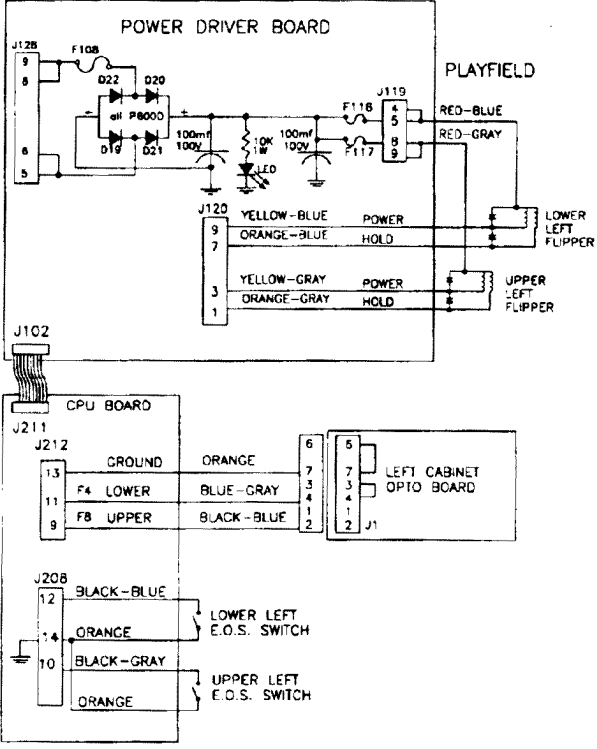 POWER DRIVER BOARD
J128
F108
9
8
D22 D20
all P600D
D19 D21
- +
100mf
100V
10K
1W
LED
100mf
100V
F116
F117
J119
4
5
8
9
PLAYFIELD
RED-BLUE
RED-GRAY
6
5
J120
9 YELLOW-BLUE POWER
7 ORANGE-BLUE HOLD
LOWER
LEFT
FLIPPER
3 YELLOW-GRAY POWER
1 ORANGE-GRAY HOLD
UPPER
LEFT
FLIPPER
J102
CPU BOARD
J211
J212
13 GROUND ORANGE
11 F4 LOWER BLUE-GRAY
9 F8 UPPER BLACK-BLUE
6
7
3
4
1
2
7
3
4
1
2
J1
LEFT CABINET
OPTO BOARD
J208
12 BLACK-BLUE
14 ORANGE
LOWER LEFT
E.O.S. SWITCH
10 BLACK-GRAY
ORANGE
UPPER LEFT
E.O.S. SWITCH